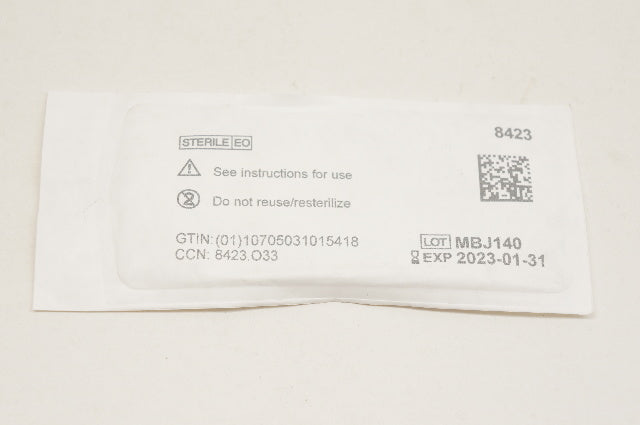 8423
STERILE EO
See instructions for use
2 Do not reuse/resterilize
GTIN:(01)10705031015418
CCN: 8423.O33
LOT MBJ140
EXP 2023-01-31